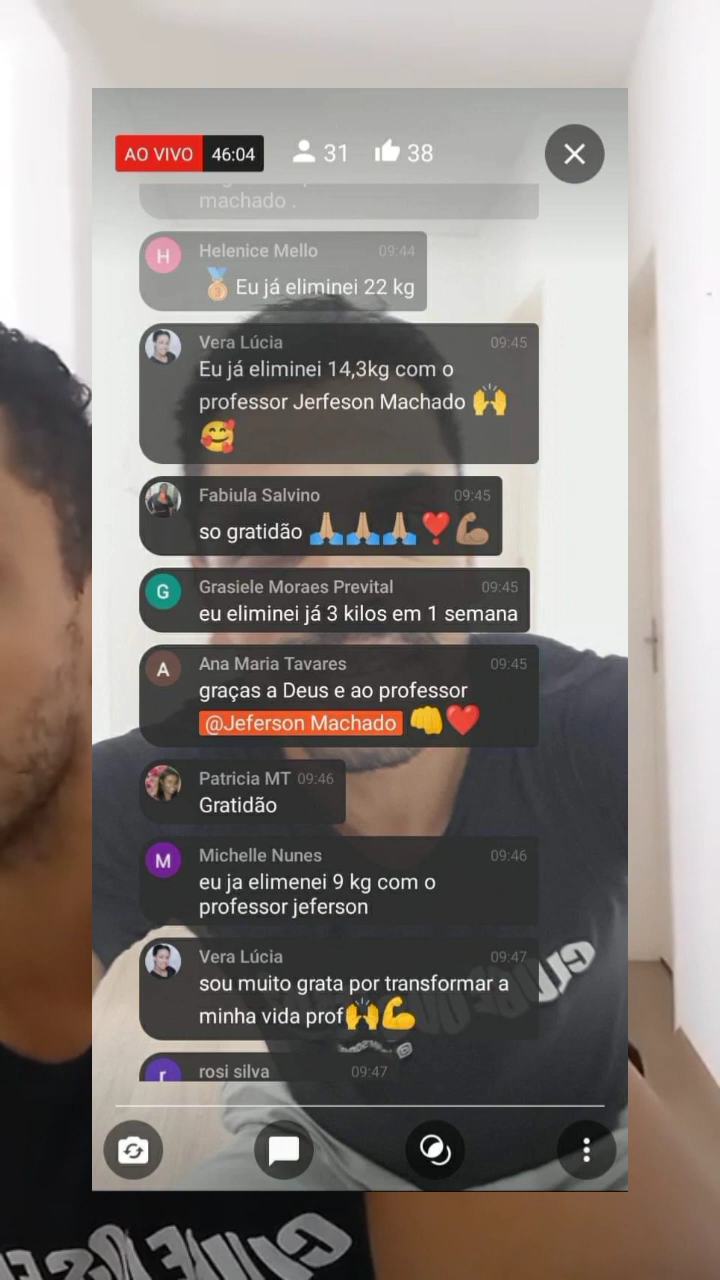 AO VIVO 46:04 31 38
machado .
Helenice Mello 09:44
🥉 Eu já eliminei 22 kg
Vera Lúcia 09:45
Eu já eliminei 14,3kg com o
professor Jerfeson Machado 🙌
🥰
Fabiula Salvino 09:45
so gratidão 🙏🏽🙏🏽🙏🏽❣️💪🏽
G Grasiele Moraes Prevital 09:45
eu eliminei já 3 kilos em 1 semana
A Ana Maria Tavares 09:45
graças a Deus e ao professor
@Jeferson Machado 👊❤️
Patricia MT 09:46
Gratidão
M Michelle Nunes 09:46
eu ja elimenei 9 kg com o
professor jeferson
Vera Lúcia 09:47
sou muito grata por transformar a
minha vida prof🙌💪
r rosi silva 09:47